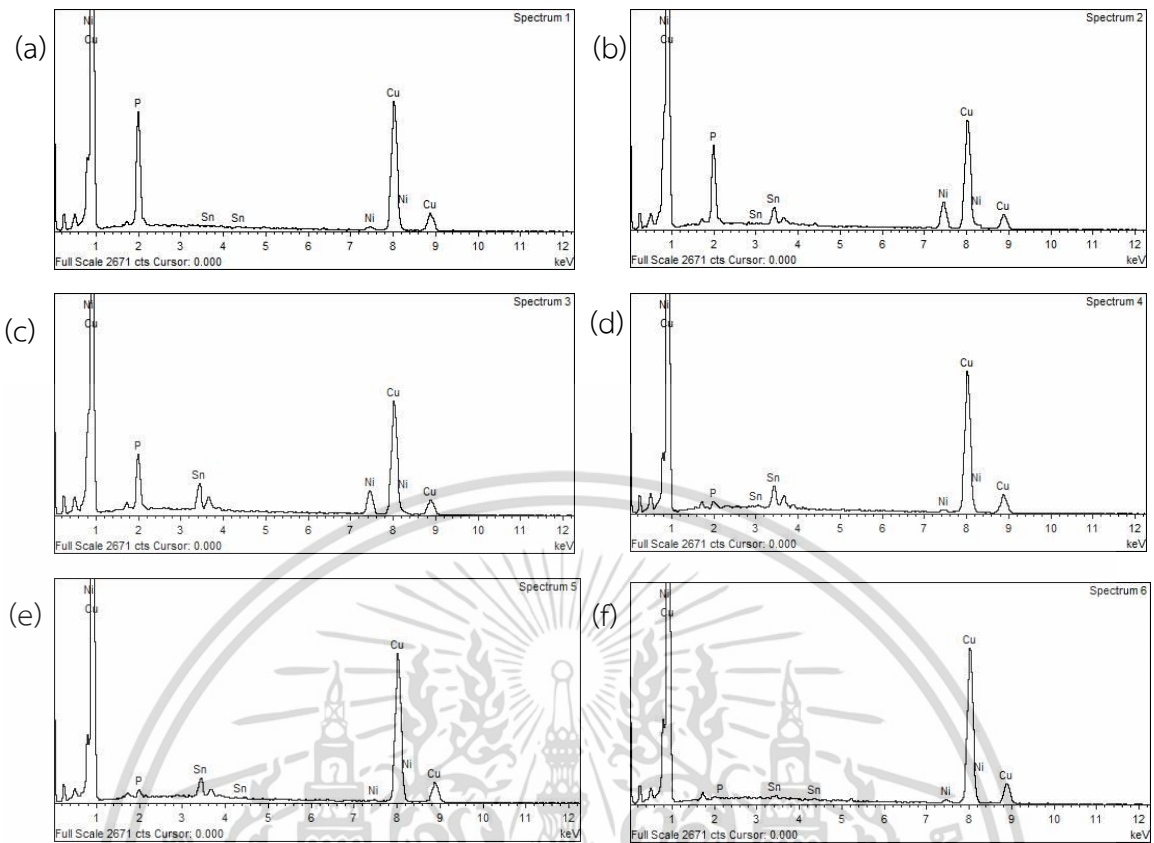 (a)
Spectrum 1
Ni
Cu
P
Cu
Sn
Sn
Ni
Ni
Cu
1 2 3 4 5 6 7 8 9 10 11 12
Full Scale 2671 cts Cursor: 0.000
keV
(b)
Spectrum 2
Ni
Cu
P
Cu
Sn
Sn
Ni
Ni
Cu
1 2 3 4 5 6 7 8 9 10 11 12
Full Scale 2671 cts Cursor: 0.000
keV
(c)
Spectrum 3
Ni
Cu
P
Sn
Cu
Ni
Ni
Cu
1 2 3 4 5 6 7 8 9 10 11 12
Full Scale 2671 cts Cursor: 0.000
keV
(d)
Spectrum 4
Ni
Cu
P
Sn
Sn
Cu
Ni
Ni
Cu
1 2 3 4 5 6 7 8 9 10 11 12
Full Scale 2671 cts Cursor: 0.000
keV
(e)
Spectrum 5
Ni
Cu
P
Sn
Sn
Cu
Ni
Ni
Cu
1 2 3 4 5 6 7 8 9 10 11 12
Full Scale 2671 cts Cursor: 0.000
keV
(f)
Spectrum 6
Ni
Cu
P
Sn
Sn
Cu
Ni
Ni
Cu
1 2 3 4 5 6 7 8 9 10 11 12
Full Scale 2671 cts Cursor: 0.000
keV